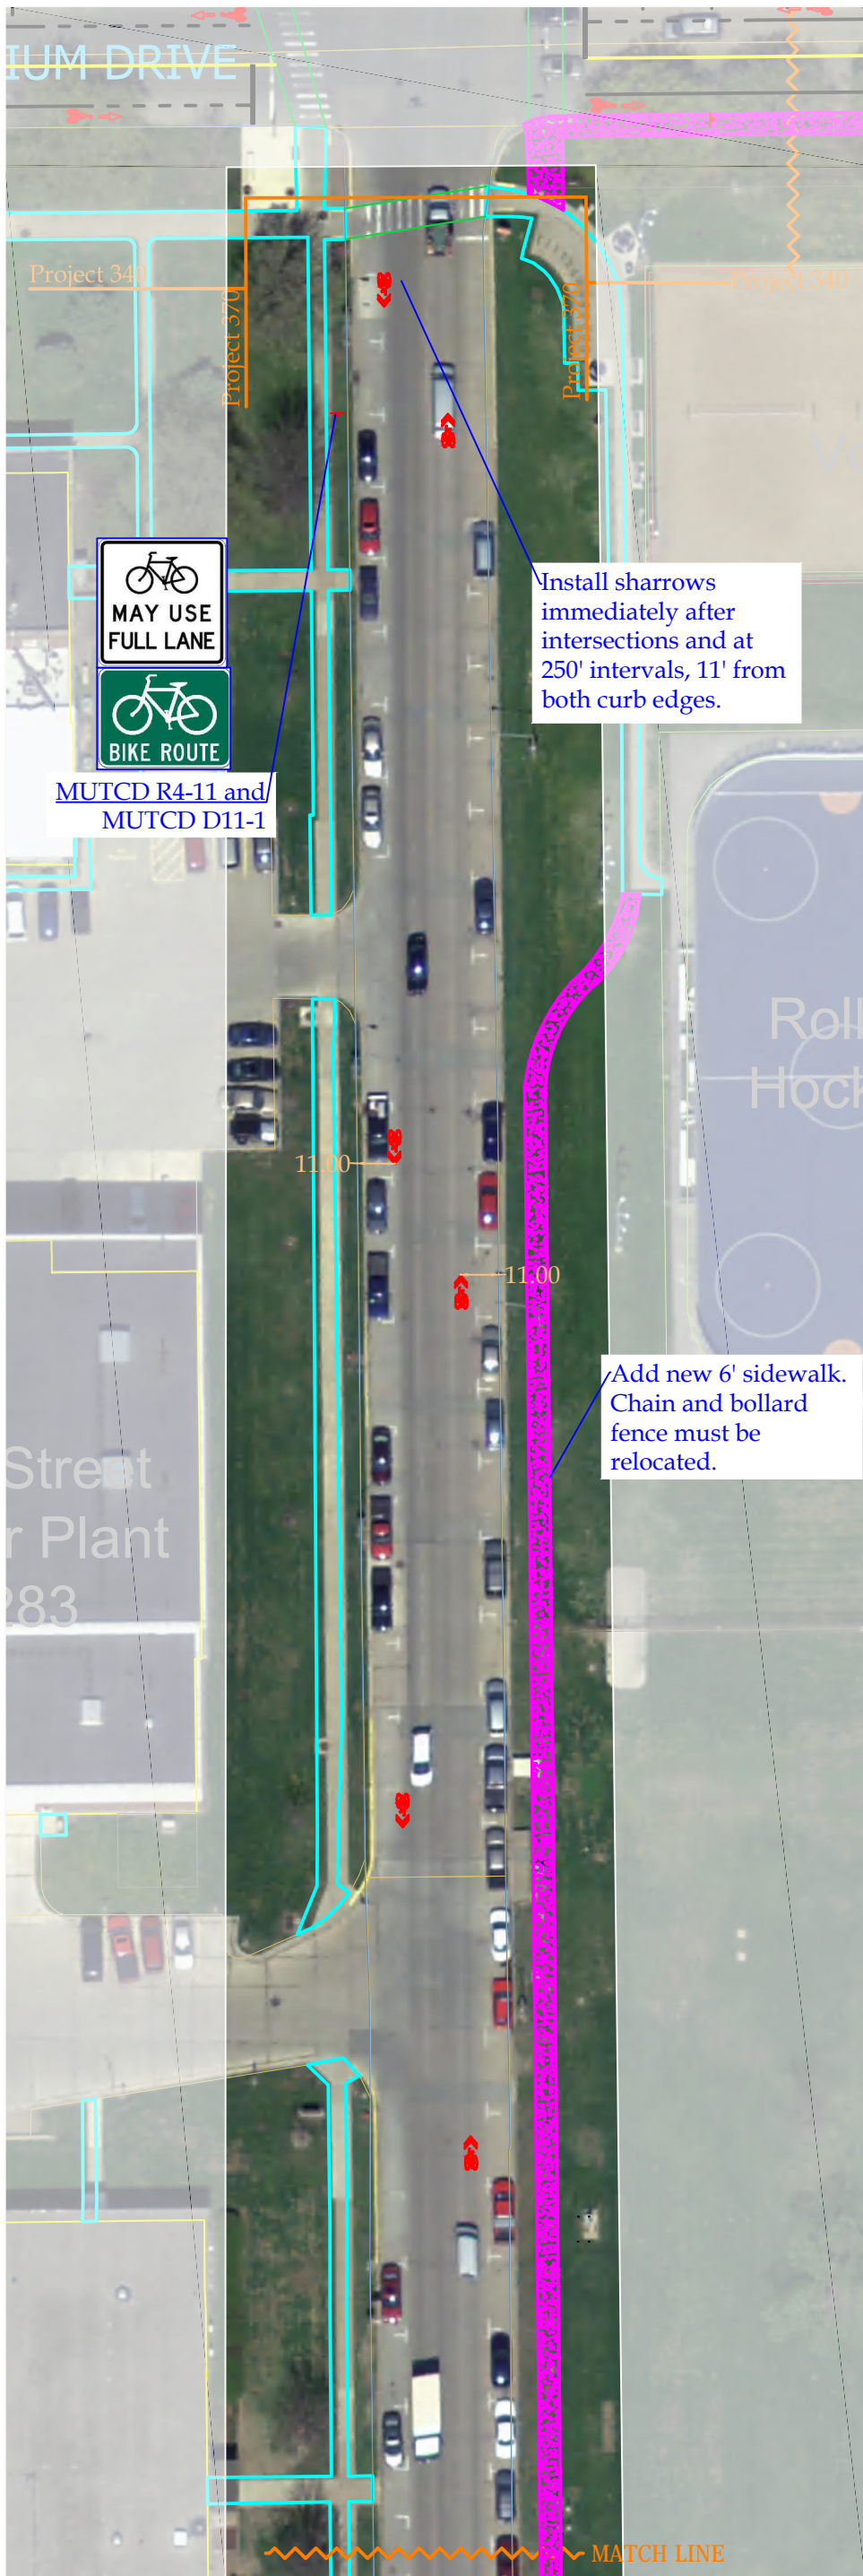 IUM DRIVE
Project 340
Project 340
Project 370
Project 370
MAY USE
FULL LANE
BIKE ROUTE
MUTCD R4-11 and
MUTCD D11-1
Install sharrows
immediately after
intersections and at
250' intervals, 11' from
both curb edges.
Roll
Hock
11.00
11.00
Add new 6' sidewalk.
Chain and bollard
fence must be
relocated.
Street
r Plant
283
MATCH LINE